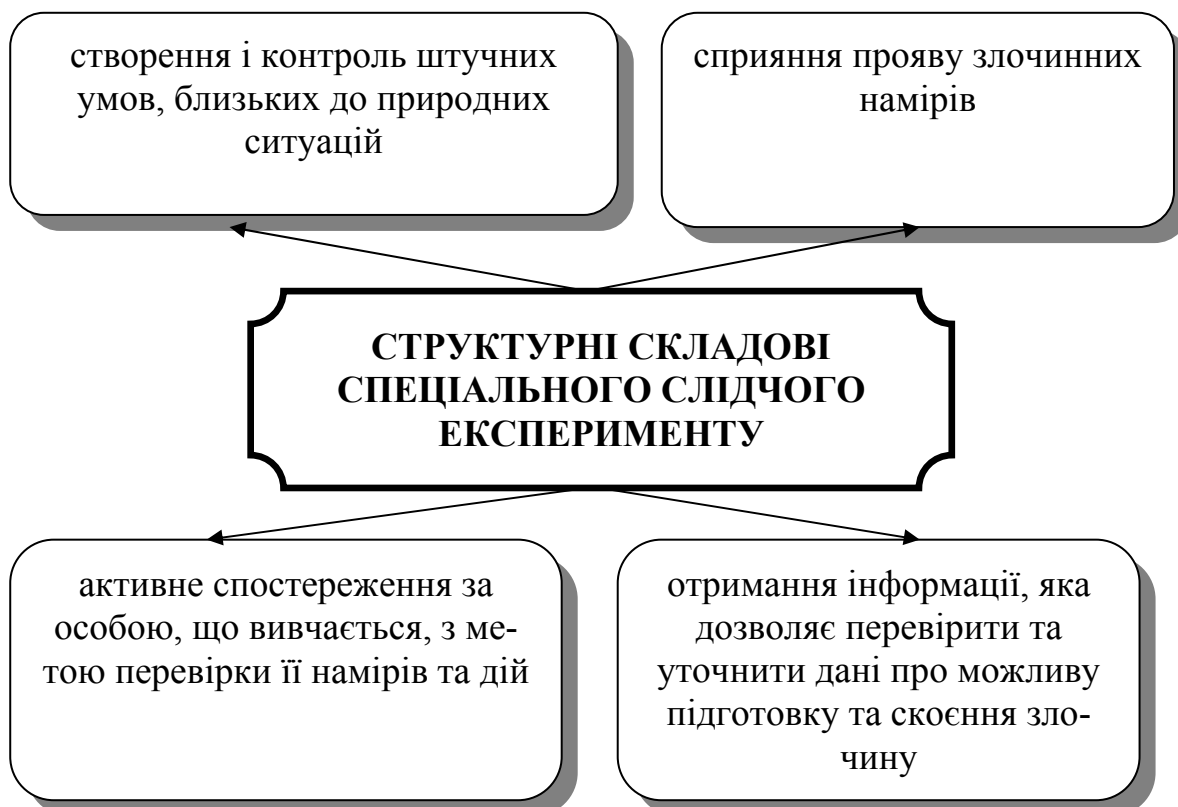 створення і контроль штучних
умов, близьких до природних
ситуацій
сприяння прояву злочинних
намірів
СТРУКТУРНІ СКЛАДОВІ
СПЕЦІАЛЬНОГО СЛІДЧОГО
ЕКСПЕРИМЕНТУ
активне спостереження за
особою, що вивчається, з ме-
тою перевірки її намірів та дій
отримання інформації, яка
дозволяє перевірити та
уточнити дані про можливу
підготовку та скоєння зло-
чину